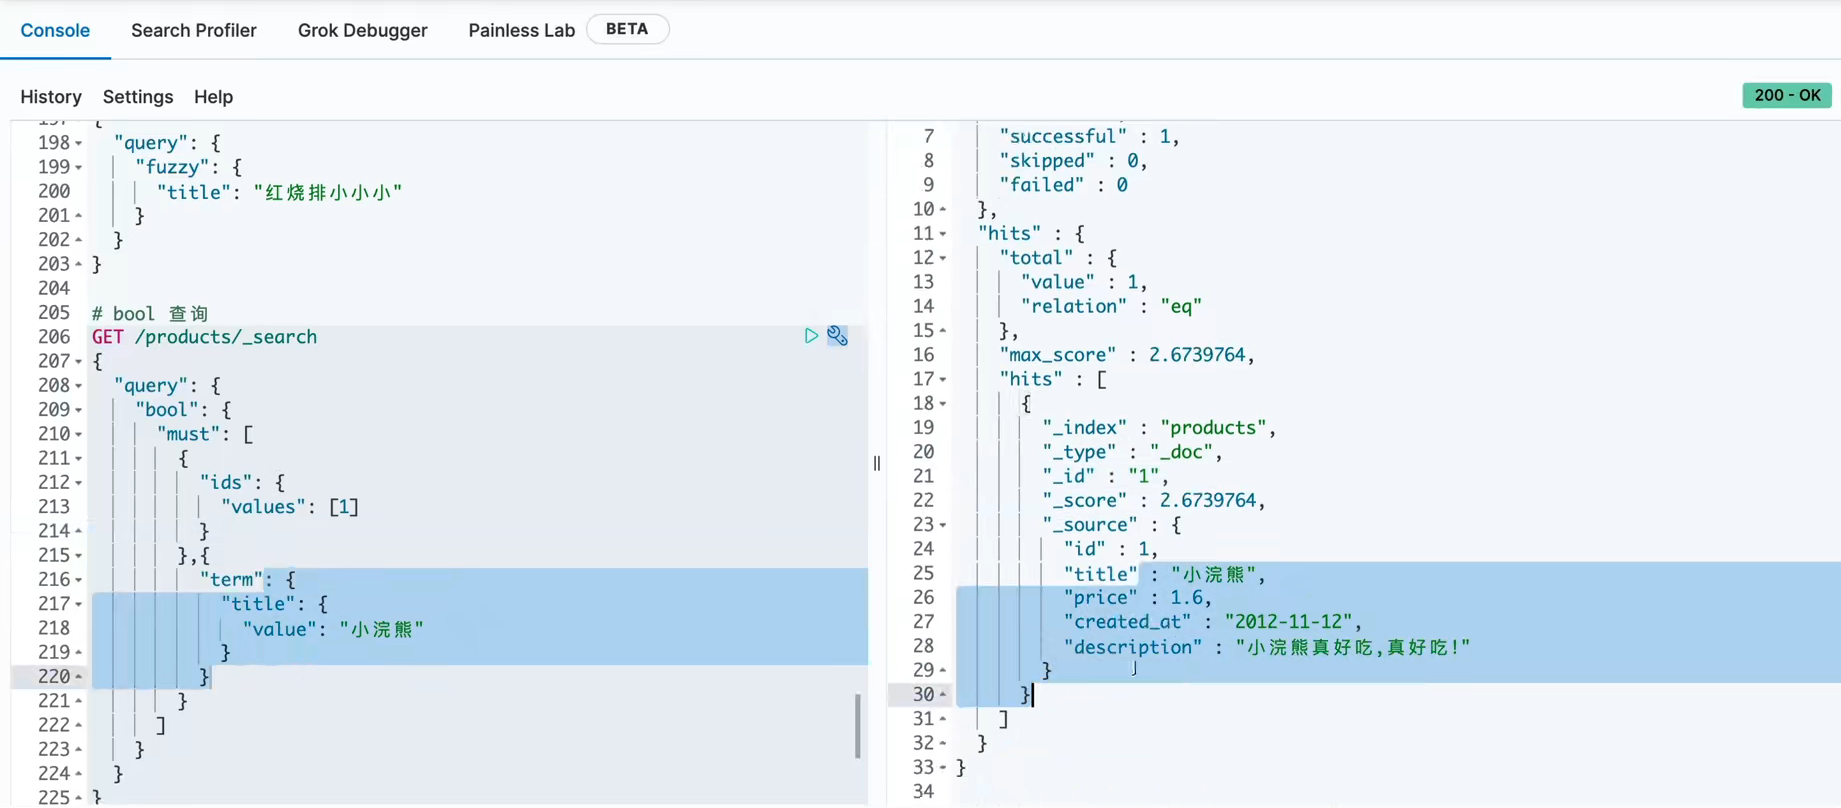 Console Search Profiler Grok Debugger Painless Lab BETA
History Settings Help
200 - OK
198 "query": {
199 "fuzzy": {
200 "title": "红烧排小小小"
201 }
202 }
203 }
204
205 # bool 查询
206 GET /products/_search
207 {
208 "query": {
209 "bool": {
210 "must": [
211 {
212 "ids": {
213 "values": [1]
214 }
215 },{
216 "term": {
217 "title": {
218 "value": "小浣熊"
219 }
220 }
221 }
222 ]
223 }
224 }
225 }
7 "successful" : 1,
8 "skipped" : 0,
9 "failed" : 0
10 },
11 "hits" : {
12 "total" : {
13 "value" : 1,
14 "relation" : "eq"
15 },
16 "max_score" : 2.6739764,
17 "hits" : [
18 {
19 "_index" : "products",
20 "_type" : "_doc",
21 "_id" : "1",
22 "_score" : 2.6739764,
23 "_source" : {
24 "id" : 1,
25 "title" : "小浣熊",
26 "price" : 1.6,
27 "created_at" : "2012-11-12",
28 "description" : "小浣熊真好吃,真好吃!"
29 }
30 }
31 ]
32 }
33 }
34